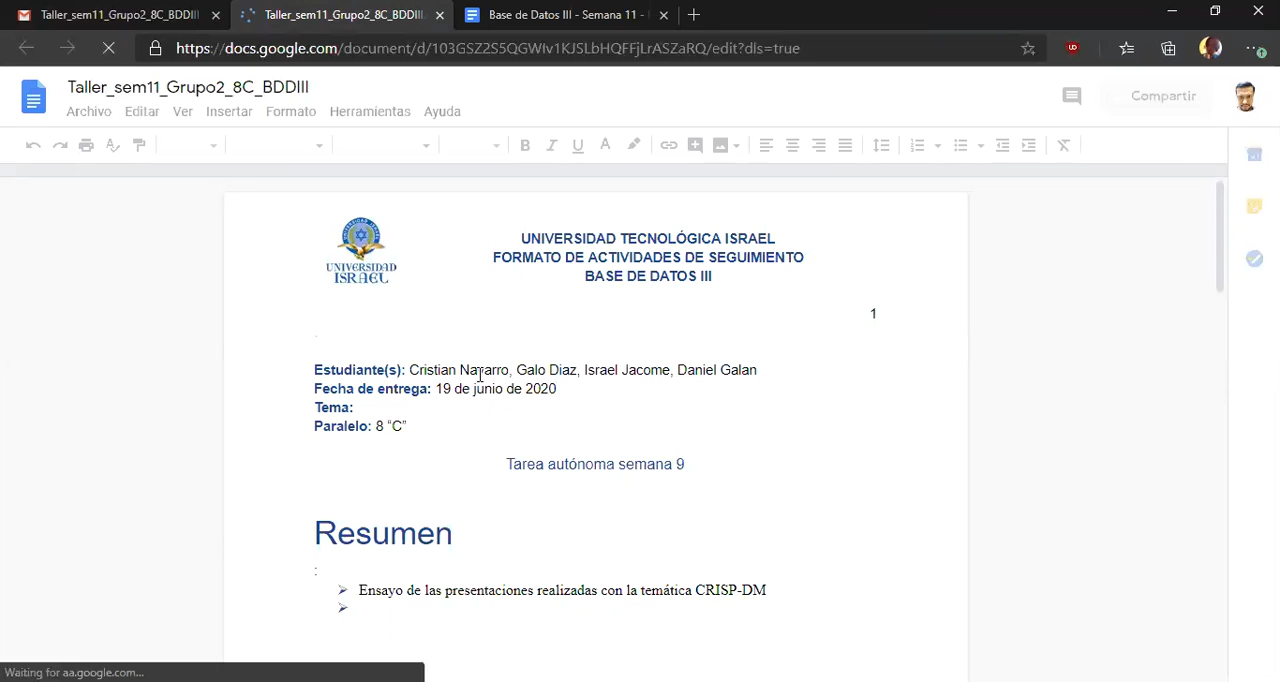 Taller_sem11_Grupo2_8C_BDDIII
Taller_sem11_Grupo2_8C_BDDIII.
Base de Datos III - Semana 11 -
https://docs.google.com/document/d/103GSZ2S5QGWIv1KJSLbHQFFjLrASZaRQ/edit?dls=true
Taller_sem11_Grupo2_8C_BDDIII
Archivo Editar Ver Insertar Formato Herramientas Ayuda
Compartir
UNIVERSIDAD ISRAEL
UNIVERSIDAD TECNOLÓGICA ISRAEL
FORMATO DE ACTIVIDADES DE SEGUIMIENTO
BASE DE DATOS III
1
Estudiante(s): Cristian Navarro, Galo Diaz, Israel Jacome, Daniel Galan
Fecha de entrega: 19 de junio de 2020
Tema:
Paralelo: 8 “C”
Tarea autónoma semana 9
Resumen
:
Ensayo de las presentaciones realizadas con la temática CRISP-DM
Waiting for aa.google.com...